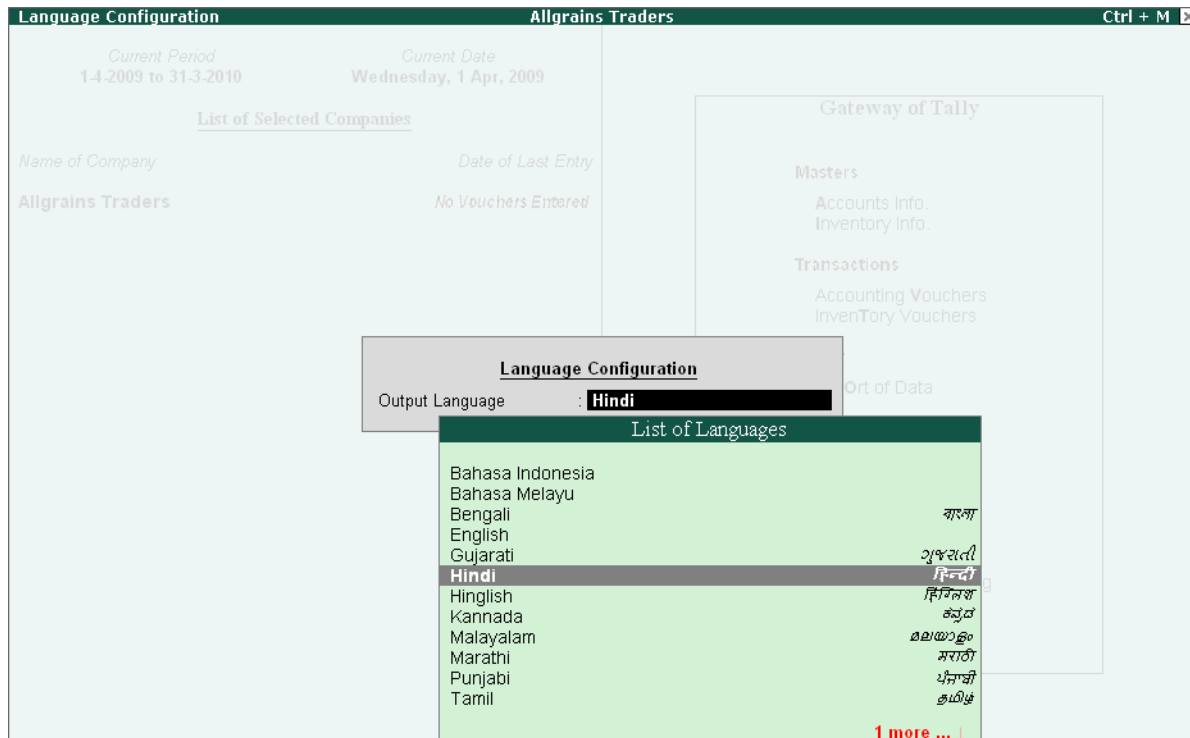 Language Configuration Allgrains Traders Ctrl + M
Current Period Current Date
1-4-2009 to 31-3-2010 Wednesday, 1 Apr, 2009
List of Selected Companies
Name of Company Date of Last Entry
Allgrains Traders No Vouchers Entered
Gateway of Tally
Masters
Accounts Info.
Inventory Info.
Transactions
Accounting Vouchers
InvenTory Vouchers
Ort of Data
Language Configuration
Output Language : Hindi
List of Languages
Bahasa Indonesia
Bahasa Melayu
Bengali বাংলা
English
Gujarati ગુજરાતી
Hindi हिन्दी
Hinglish हिंग्लिश
Kannada ಕನ್ನಡ
Malayalam മലയാളം
Marathi मराठी
Punjabi ਪੰਜਾਬੀ
Tamil தமிழ்
1 more ... ↓